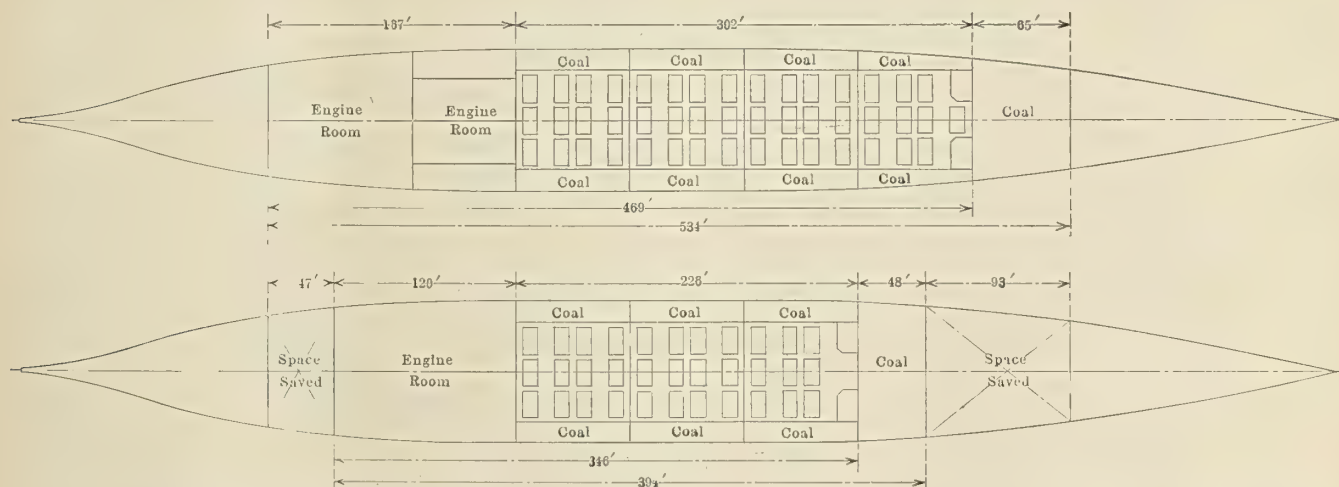 167′ 302′ 65′
Coal Coal Coal Coal
Engine Room
Engine Room
Coal
Coal Coal Coal Coal
469′
534′
47′ 120′ 226′ 48′ 93′
Coal Coal Coal
Space Saved
Engine Room
Coal
Space Saved
Coal Coal Coal
346′
394′